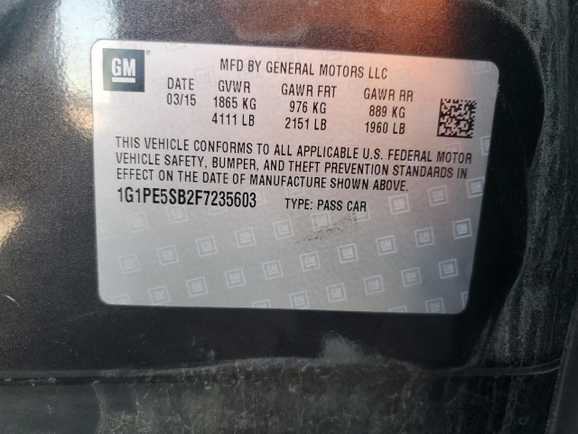 GM
MFD BY GENERAL MOTORS LLC
DATE GVWR GAWR FRT GAWR RR
03/15 1865 KG 976 KG 889 KG
4111 LB 2151 LB 1960 LB
THIS VEHICLE CONFORMS TO ALL APPLICABLE U.S. FEDERAL MOTOR
VEHICLE SAFETY, BUMPER, AND THEFT PREVENTION STANDARDS IN
EFFECT ON THE DATE OF MANUFACTURE SHOWN ABOVE.
1G1PE5SB2F7235603 TYPE: PASS CAR